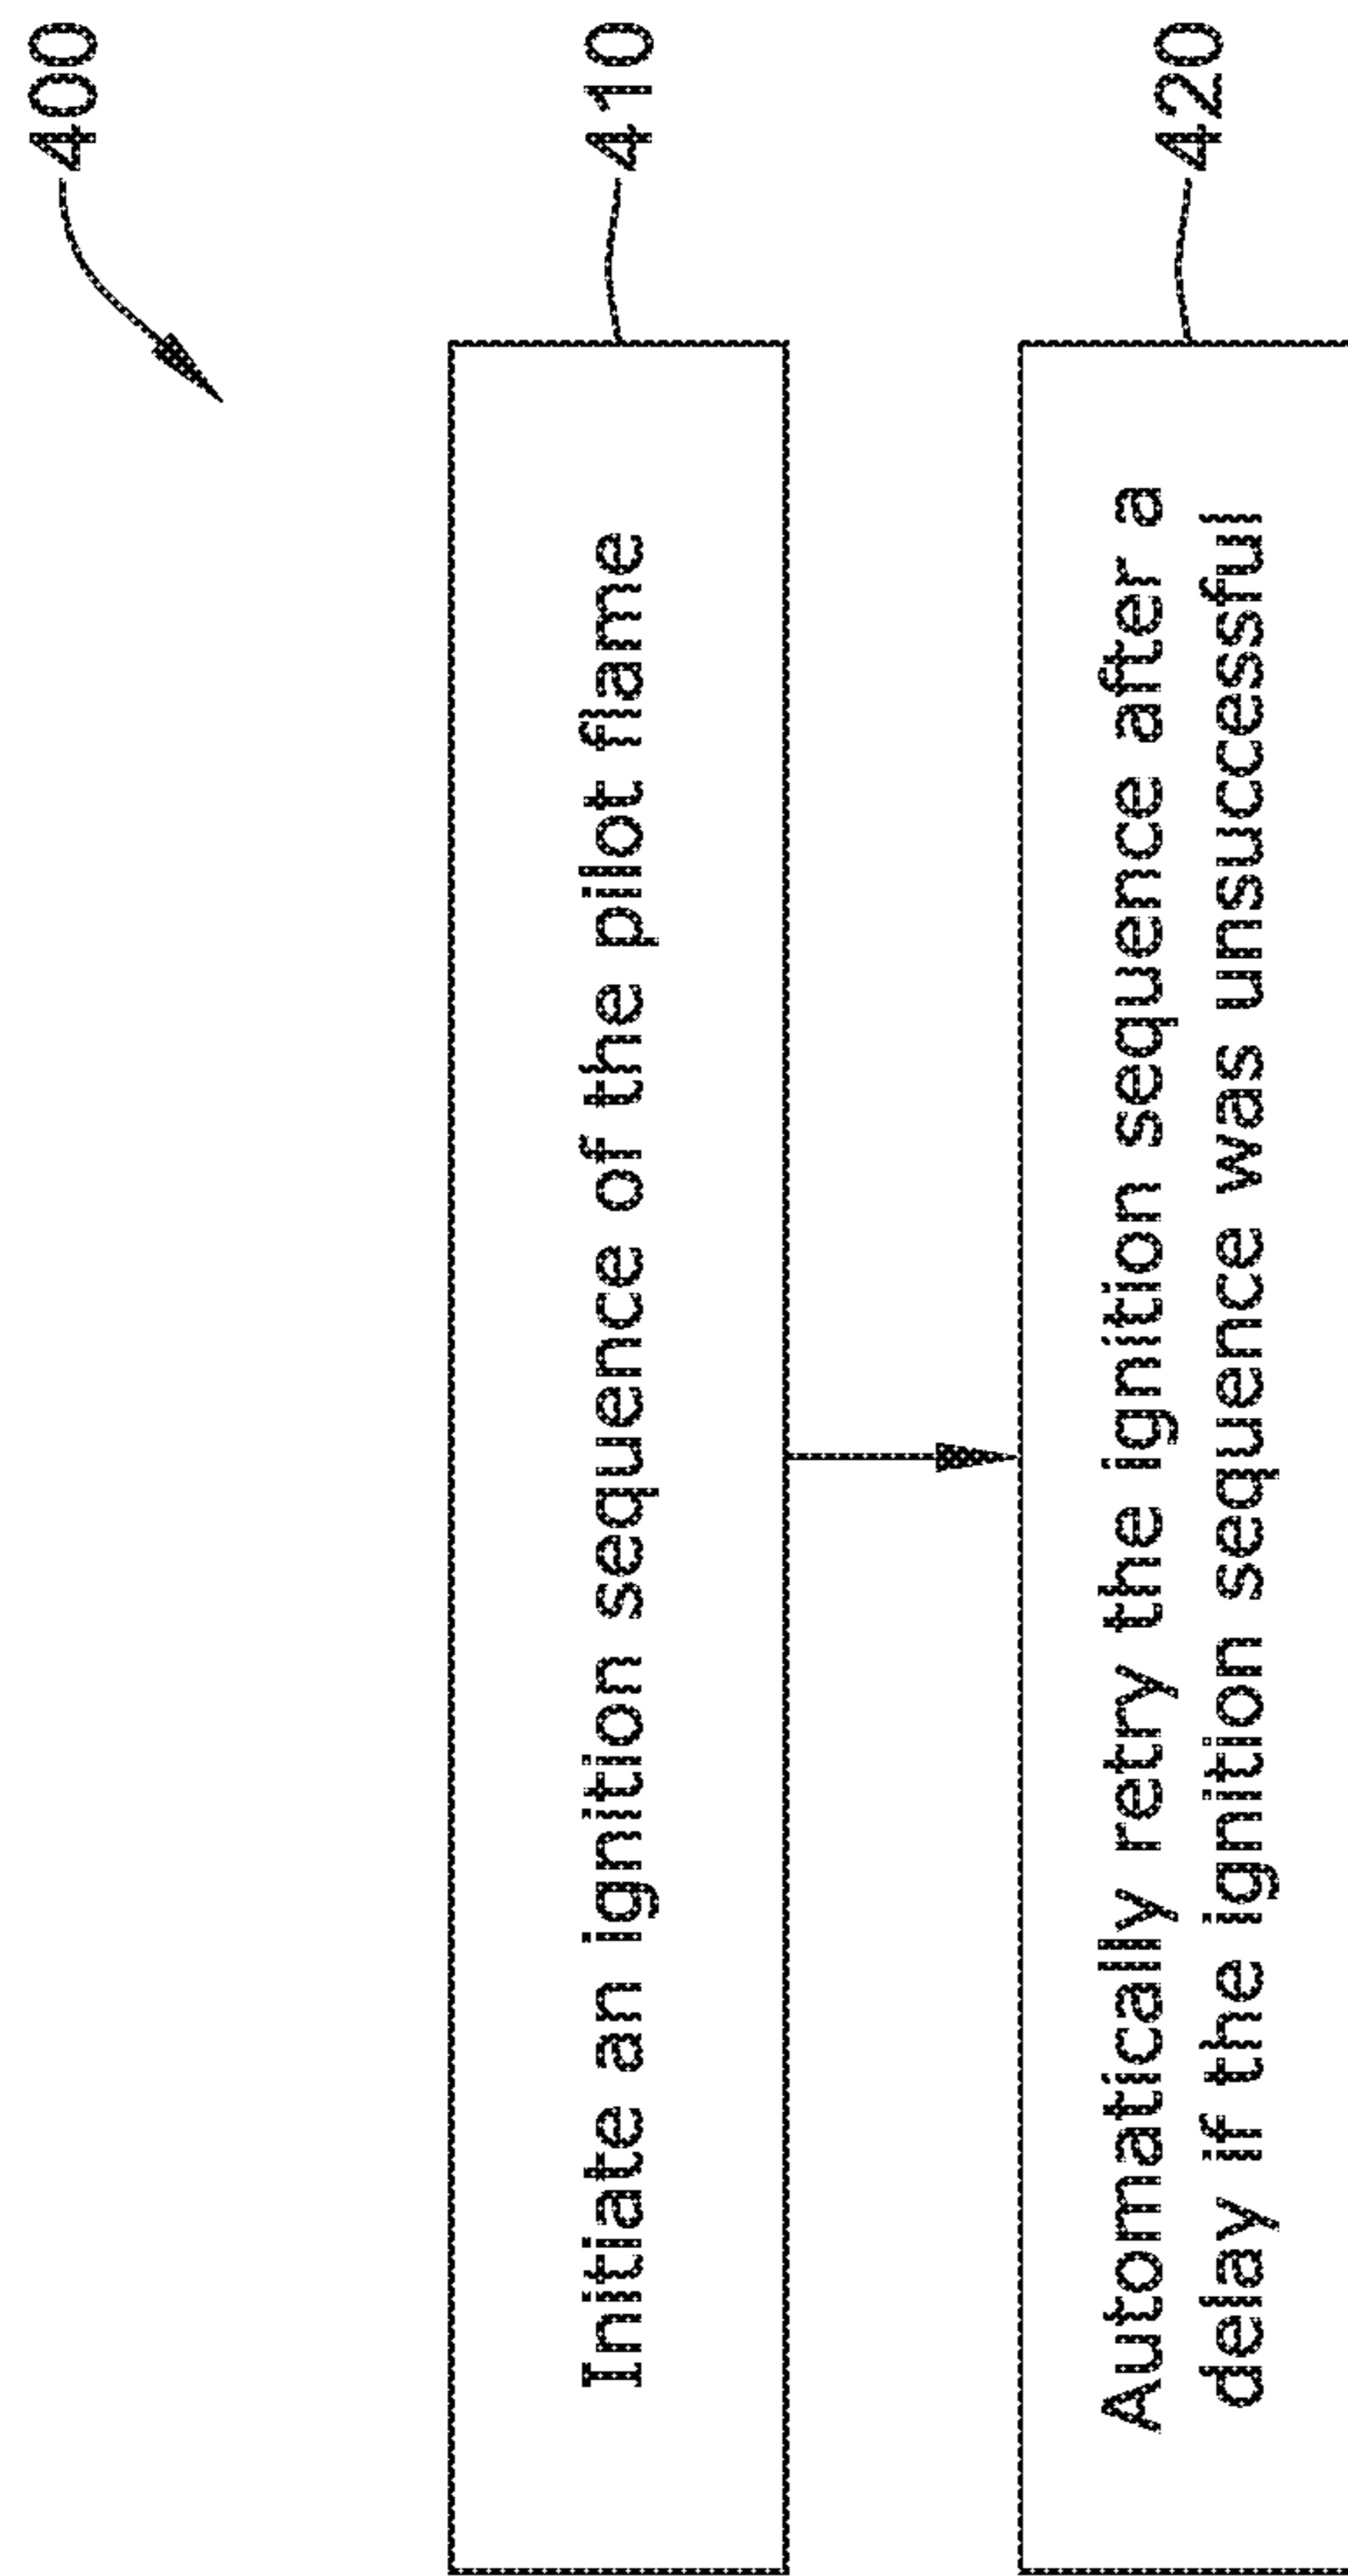 400
Initiate an ignition sequence of the pilot flame
410
Automatically retry the ignition sequence after a
delay if the ignition sequence was unsuccessful
420